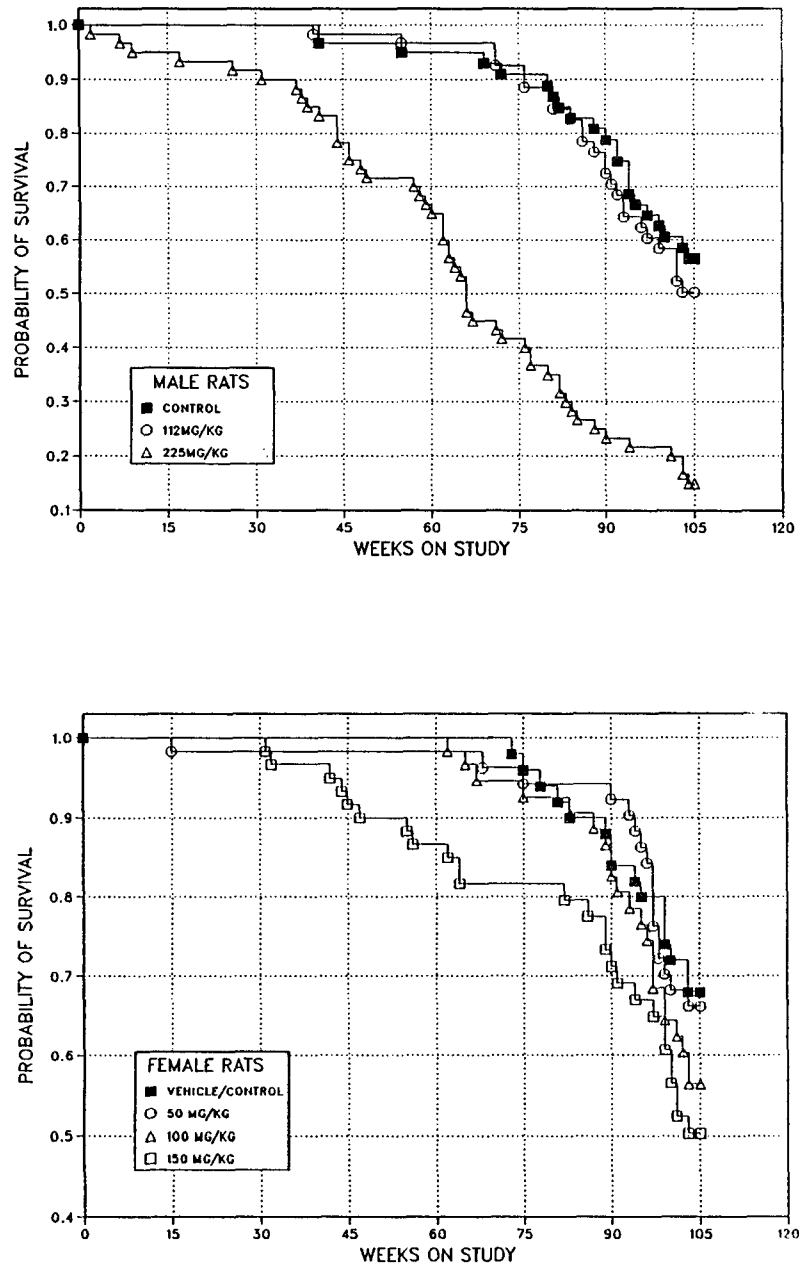 1.0
0.9
0.8
0.7
0.6
0.5
0.4
0.3
0.2
0.1
PROBABILITY OF SURVIVAL
MALE RATS
CONTROL
112MG/KG
225MG/KG
0 15 30 45 60 75 90 105 120
WEEKS ON STUDY
1.0
0.9
0.8
0.7
0.6
0.5
0.4
PROBABILITY OF SURVIVAL
FEMALE RATS
VEHICLE/CONTROL
50 MG/KG
100 MG/KG
150 MG/KG
0 15 30 45 60 75 90 105 120
WEEKS ON STUDY